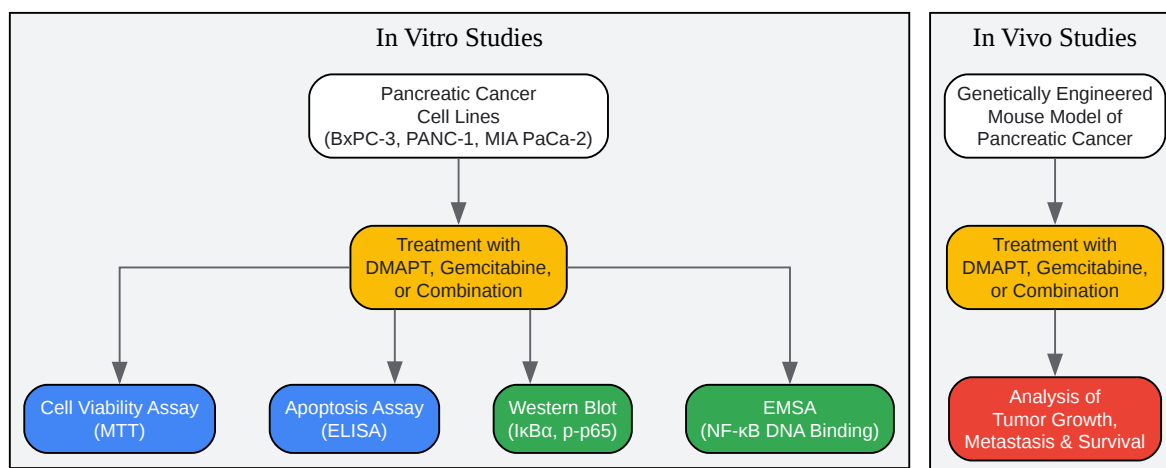 In Vitro Studies
Pancreatic Cancer
Cell Lines
(BxPC-3, PANC-1, MIA PaCa-2)
Treatment with
DMAPT, Gemcitabine,
or Combination
Cell Viability Assay
(MTT)
Apoptosis Assay
(ELISA)
Western Blot
(IκBα, p-p65)
EMSA
(NF-κB DNA Binding)
In Vivo Studies
Genetically Engineered
Mouse Model of
Pancreatic Cancer
Treatment with
DMAPT, Gemcitabine,
or Combination
Analysis of
Tumor Growth,
Metastasis & Survival